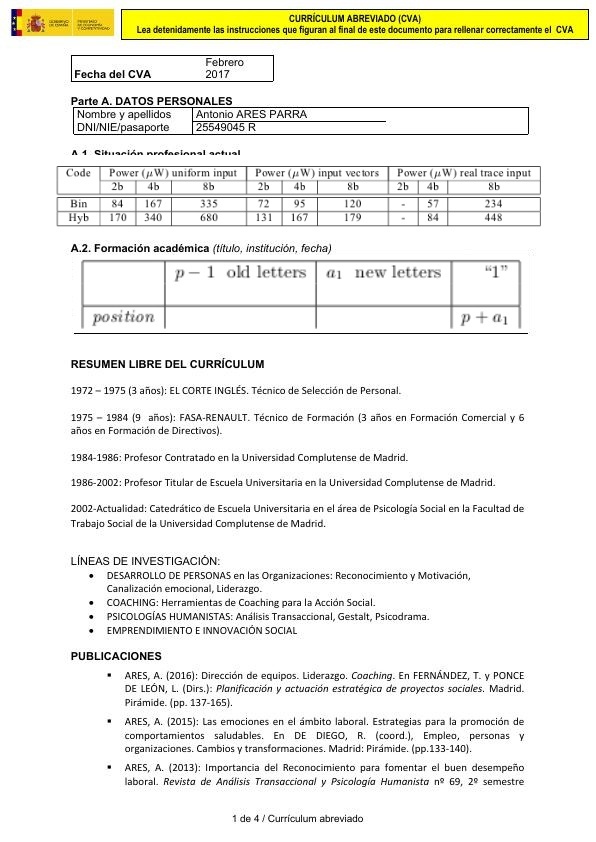 GOBIERNO DE ESPAÑA
MINISTERIO DE ECONOMÍA Y COMPETITIVIDAD
CURRÍCULUM ABREVIADO (CVA)
Lea detenidamente las instrucciones que figuran al final de este documento para rellenar correctamente el CVA
Febrero
Fecha del CVA 2017
Parte A. DATOS PERSONALES
Nombre y apellidos Antonio ARES PARRA
DNI/NIE/pasaporte 25549045 R
A.1. Situación profesional actual
Code Power (μW) uniform input Power (μW) input vectors Power (μW) real trace input
2b 4b 8b 2b 4b 8b 2b 4b 8b
Bin 84 167 335 72 95 120 - 57 234
Hyb 170 340 680 131 167 179 - 84 448
A.2. Formación académica (título, institución, fecha)
p − 1 old letters a₁ new letters “1”
position p + a₁
RESUMEN LIBRE DEL CURRÍCULUM
1972 – 1975 (3 años): EL CORTE INGLÉS. Técnico de Selección de Personal.
1975 – 1984 (9 años): FASA-RENAULT. Técnico de Formación (3 años en Formación Comercial y 6
años en Formación de Directivos).
1984-1986: Profesor Contratado en la Universidad Complutense de Madrid.
1986-2002: Profesor Titular de Escuela Universitaria en la Universidad Complutense de Madrid.
2002-Actualidad: Catedrático de Escuela Universitaria en el área de Psicología Social en la Facultad de
Trabajo Social de la Universidad Complutense de Madrid.
LÍNEAS DE INVESTIGACIÓN:
• DESARROLLO DE PERSONAS en las Organizaciones: Reconocimiento y Motivación,
Canalización emocional, Liderazgo.
• COACHING: Herramientas de Coaching para la Acción Social.
• PSICOLOGÍAS HUMANISTAS: Análisis Transaccional, Gestalt, Psicodrama.
• EMPRENDIMIENTO E INNOVACIÓN SOCIAL
PUBLICACIONES
▪ ARES, A. (2016): Dirección de equipos. Liderazgo. Coaching. En FERNÁNDEZ, T. y PONCE
DE LEÓN, L. (Dirs.): Planificación y actuación estratégica de proyectos sociales. Madrid.
Pirámide. (pp. 137-165).
▪ ARES, A. (2015): Las emociones en el ámbito laboral. Estrategias para la promoción de
comportamientos saludables. En DE DIEGO, R. (coord.), Empleo, personas y
organizaciones. Cambios y transformaciones. Madrid: Pirámide. (pp.133-140).
▪ ARES, A. (2013): Importancia del Reconocimiento para fomentar el buen desempeño
laboral. Revista de Análisis Transaccional y Psicología Humanista nº 69, 2º semestre
1 de 4 / Currículum abreviado